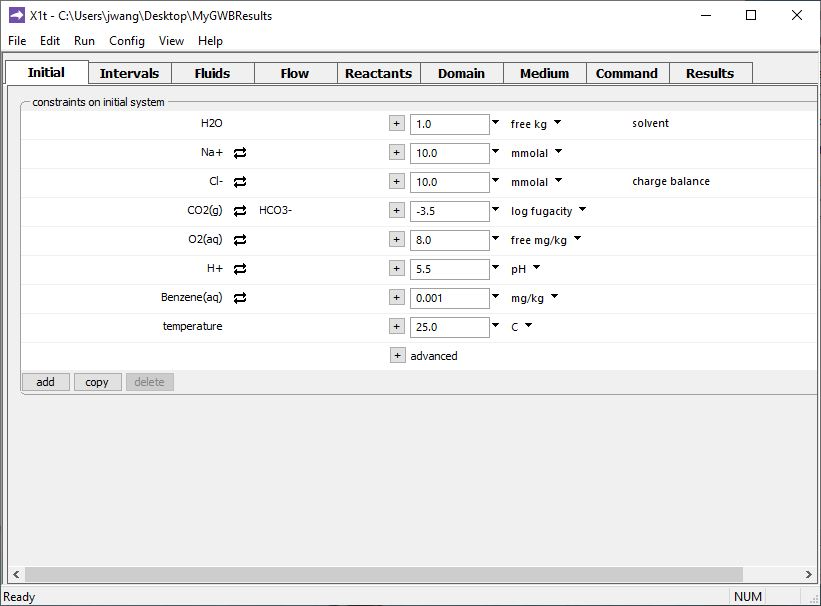 X1t - C:\Users\jwang\Desktop\MyGWBResults
File Edit Run Config View Help
Initial Intervals Fluids Flow Reactants Domain Medium Command Results
constraints on initial system
H2O + 1.0 free kg solvent
Na+ + 10.0 mmolal
Cl- + 10.0 mmolal charge balance
CO2(g) HCO3- + -3.5 log fugacity
O2(aq) + 8.0 free mg/kg
H+ + 5.5 pH
Benzene(aq) + 0.001 mg/kg
temperature + 25.0 C
+ advanced
add copy delete
Ready NUM